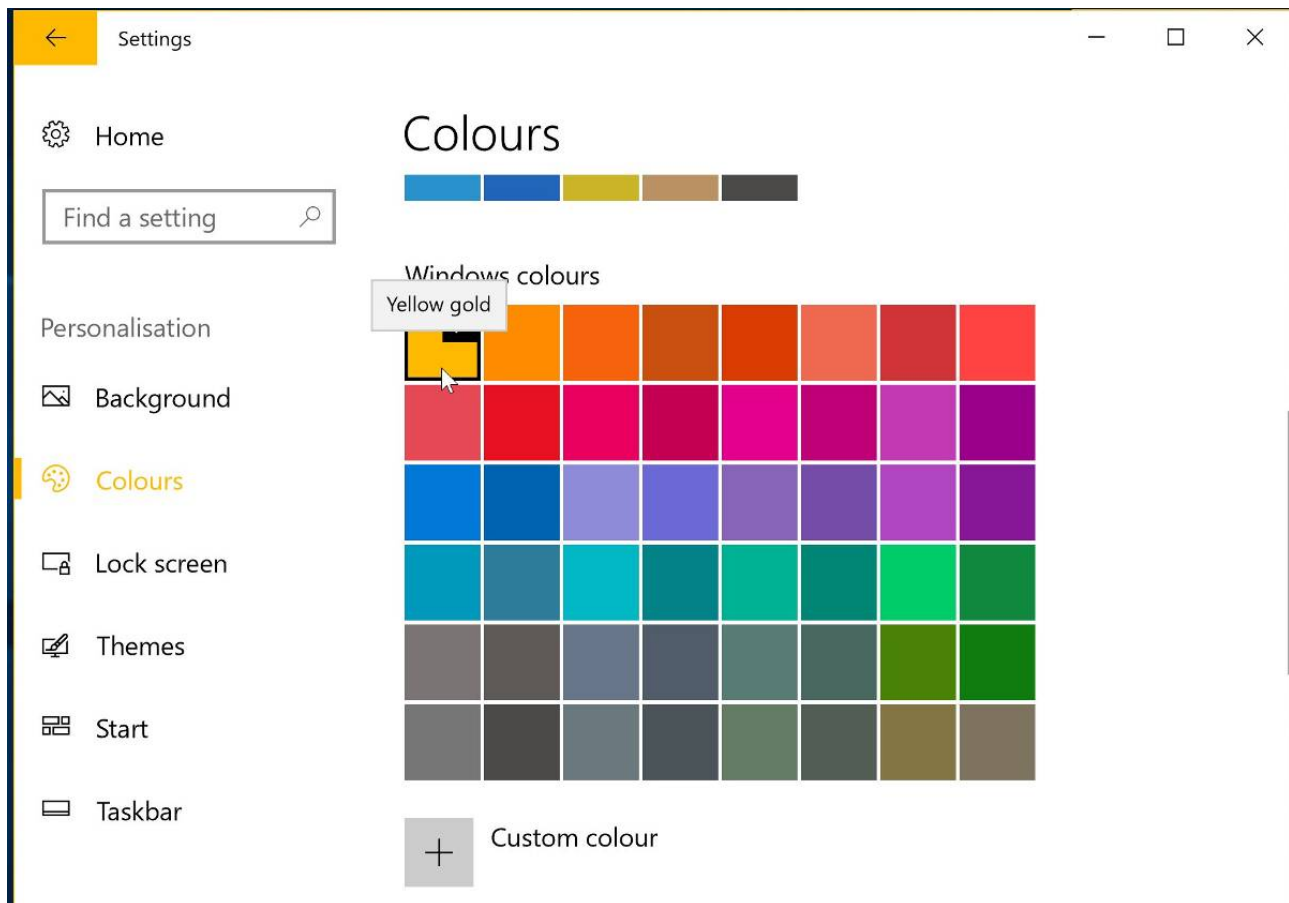 Settings
Home
Find a setting
Personalisation
Background
Colours
Lock screen
Themes
Start
Taskbar
Colours
Windows colours
Yellow gold
Custom colour